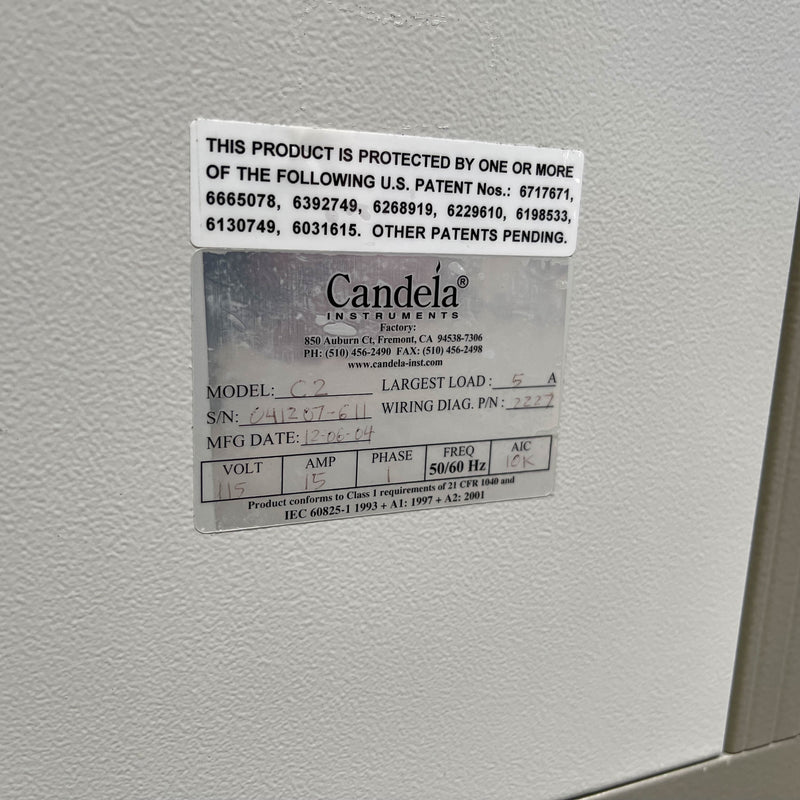 THIS PRODUCT IS PROTECTED BY ONE OR MORE
OF THE FOLLOWING U.S. PATENT Nos.: 6717671,
6665078, 6392749, 6268919, 6229610, 6198533,
6130749, 6031615. OTHER PATENTS PENDING.
Candela®
INSTRUMENTS
Factory:
850 Auburn Ct, Fremont, CA 94538-7306
PH: (510) 456-2490 FAX: (510) 456-2498
www.candela-inst.com
MODEL: C2 LARGEST LOAD: 5 A
S/N: 041207-611 WIRING DIAG. P/N: 2227
MFG DATE: 12-06-04
VOLT AMP PHASE FREQ AIC
115 15 1 50/60 Hz 10K
Product conforms to Class 1 requirements of 21 CFR 1040 and
IEC 60825-1 1993 + A1: 1997 + A2: 2001